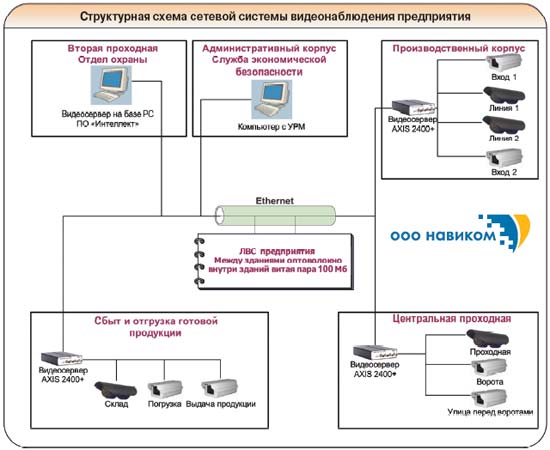 Структурная схема сетевой системы видеонаблюдения предприятия
Вторая проходная
Отдел охраны
Видеосервер на базе PC
ПО «Интеллект»
Административный корпус
Служба экономической
безопасности
Компьютер с УРМ
Производственный корпус
Видеосервер
AXIS 2400+
Вход 1
Линия 1
Линия 2
Вход 2
Ethernet
ЛВС предприятия
Между зданиями оптоволокно
внутри зданий витая пара 100 Мб
ООО НАВИКОМ
Сбыт и отгрузка готовой
продукции
Видеосервер
AXIS 2400+
Склад
Погрузка
Выдача продукции
Центральная проходная
Видеосервер
AXIS 2400+
Проходная
Ворота
Улица перед воротами